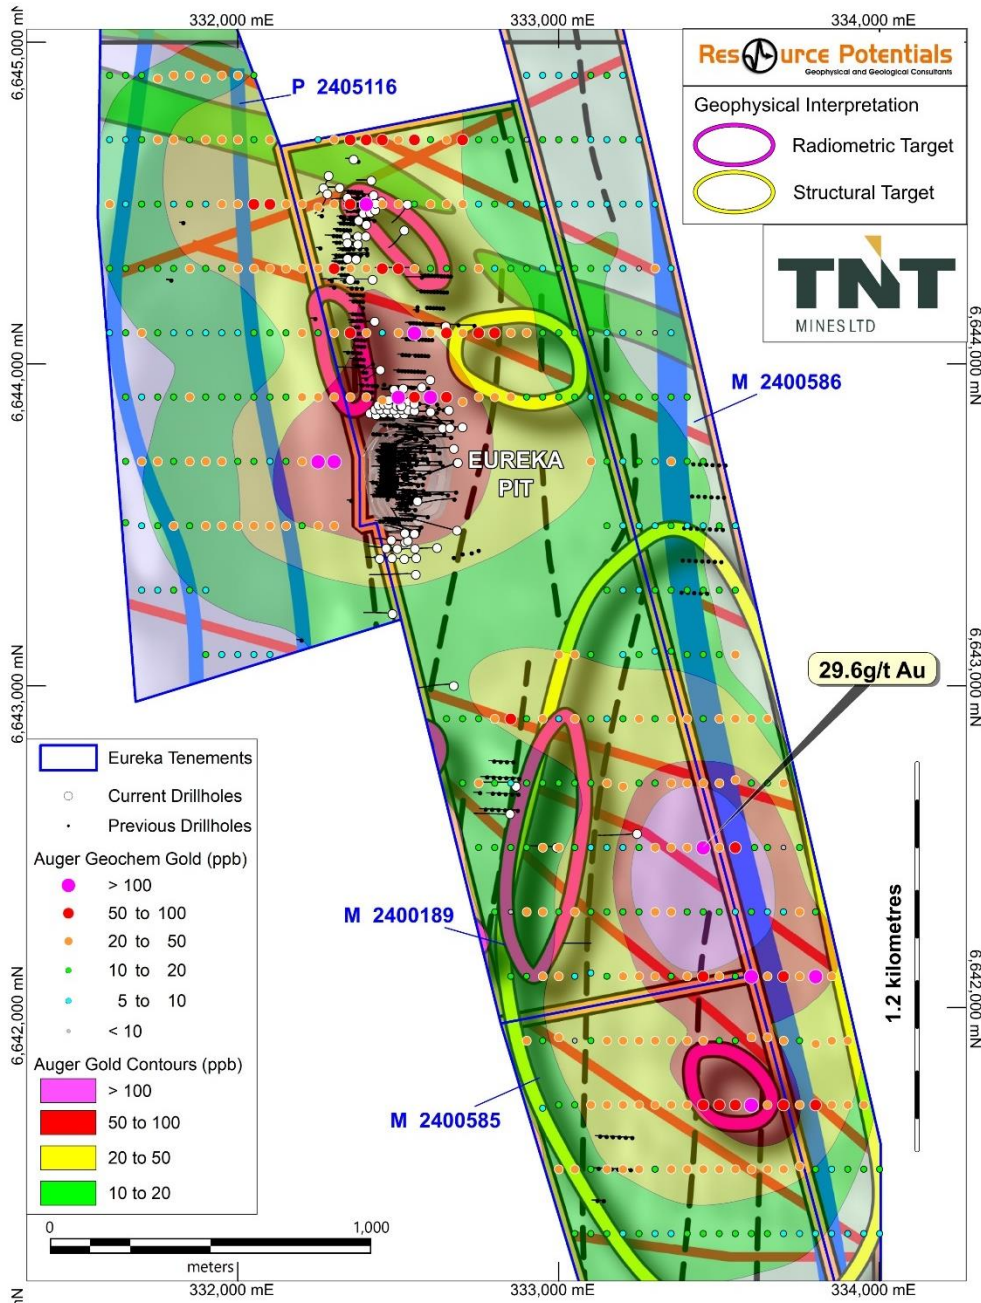 332,000 mE
333,000 mE
334,000 mE
6,645,000 mN
Resource Potentials
Geophysical and Geological Consultants
Geophysical Interpretation
Radiometric Target
Structural Target
P 2405116
TNT
MINES LTD
6,644,000 mN
6,644,000 mN
M 2400586
EUREKA
PIT
29.6g/t Au
6,643,000 mN
6,643,000 mN
Eureka Tenements
Current Drillholes
Previous Drillholes
Auger Geochem Gold (ppb)
> 100
50 to 100
20 to 50
10 to 20
5 to 10
< 10
M 2400189
1.2 kilometres
6,642,000 mN
6,642,000 mN
Auger Gold Contours (ppb)
> 100
50 to 100
20 to 50
10 to 20
M 2400585
0
1,000
meters
332,000 mE
333,000 mE
334,000 mE